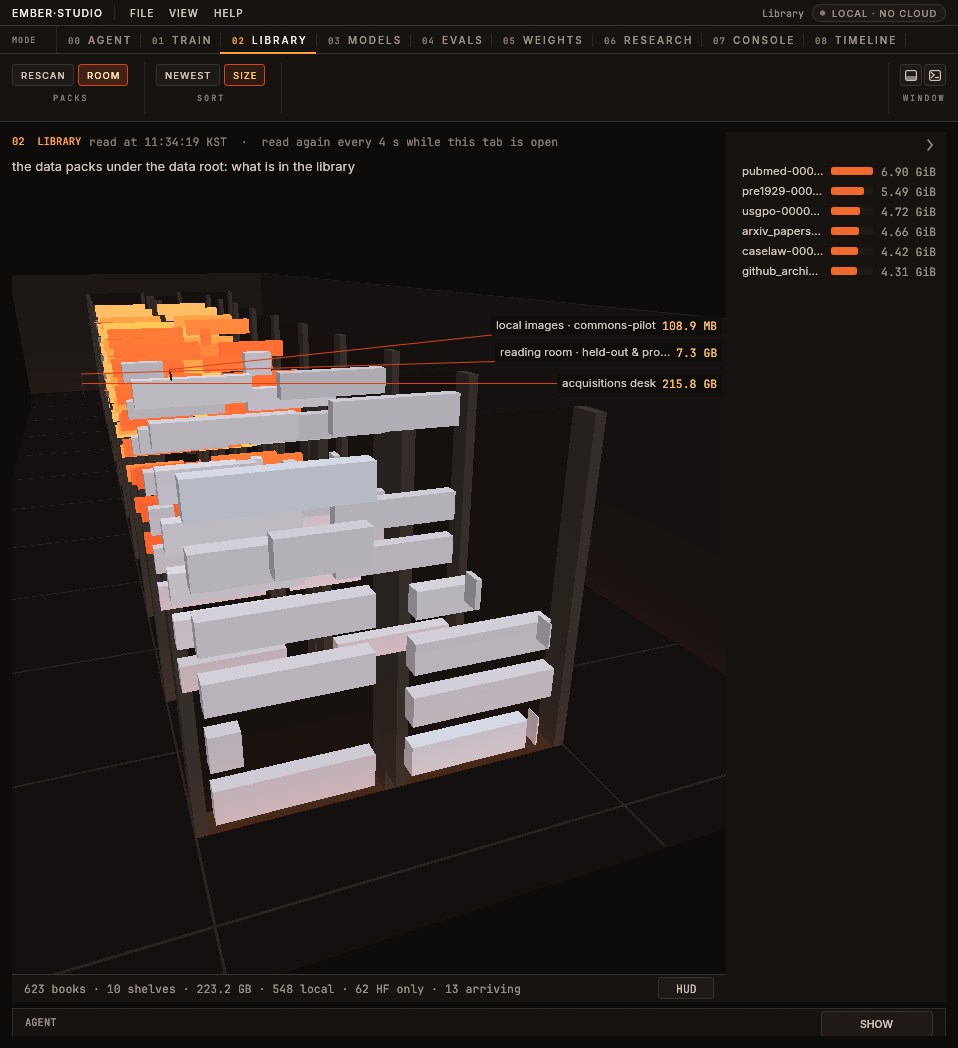 EMBER·STUDIO FILE VIEW HELP Library LOCAL · NO CLOUD
MODE 00 AGENT 01 TRAIN 02 LIBRARY 03 MODELS 04 EVALS 05 WEIGHTS 06 RESEARCH 07 CONSOLE 08 TIMELINE
RESCAN ROOM NEWEST SIZE
PACKS SORT WINDOW
02 LIBRARY read at 11:34:19 KST · read again every 4 s while this tab is open
the data packs under the data root: what is in the library
pubmed-000... 6.90 GiB
pre1929-000... 5.49 GiB
usgpo-0000... 4.72 GiB
arxiv_papers... 4.66 GiB
caselaw-000... 4.42 GiB
github_archi... 4.31 GiB
local images · commons-pilot 108.9 MB
reading room · held-out & pro... 7.3 GB
acquisitions desk 215.8 GB
623 books · 10 shelves · 223.2 GB · 548 local · 62 HF only · 13 arriving HUD
AGENT SHOW